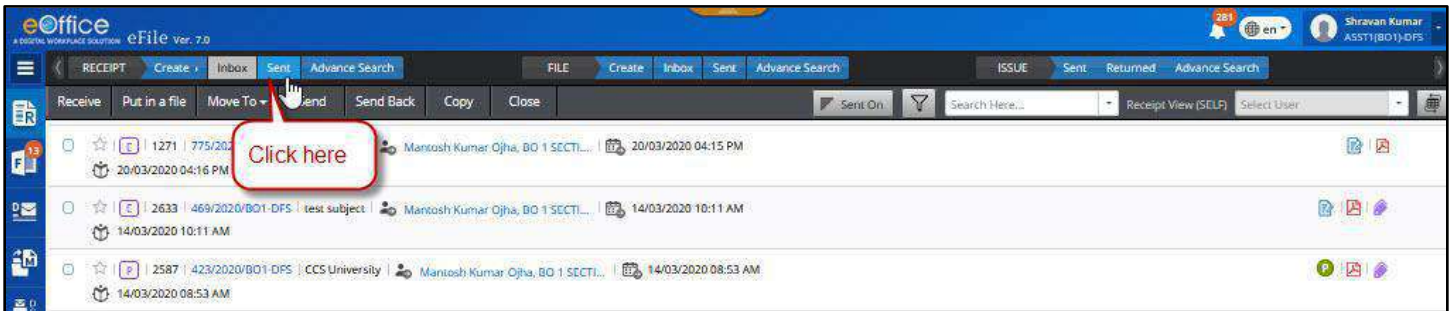 eOffice
A DIGITAL WORKPLACE SOLUTION eFile Ver. 7.0 281 en Shravan Kumar
ASST1(BO1)-DFS
RECEIPT Create Inbox Sent Advance Search FILE Create Inbox Sent Advance Search ISSUE Sent Returned Advance Search
Receive Put in a file Move To Send Send Back Copy Close Sent On Search Here... Receipt View (SELF) Select User
Click here
E 1271 775/202 Mantosh Kumar Ojha, BO 1 SECTI... 20/03/2020 04:15 PM
20/03/2020 04:16 PM
13
E 2633 469/2020/BO1-DFS test subject Mantosh Kumar Ojha, BO 1 SECTI... 14/03/2020 10:11 AM
14/03/2020 10:11 AM
P 2587 423/2020/BO1-DFS CCS University Mantosh Kumar Ojha, BO 1 SECTI... 14/03/2020 08:53 AM P
14/03/2020 08:53 AM